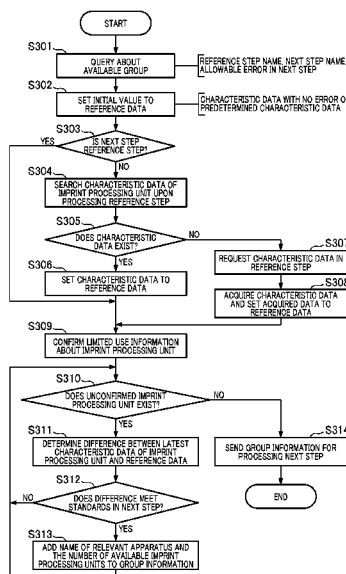 START
S301
QUERY ABOUT
AVAILABLE GROUP
REFERENCE STEP NAME, NEXT STEP NAME,
ALLOWABLE ERROR IN NEXT STEP
S302
SET INITIAL VALUE TO
REFERENCE DATA
CHARACTERISTIC DATA WITH NO ERROR OR
PREDETERMINED CHARACTERISTIC DATA
S303
YES
IS NEXT STEP
REFERENCE STEP?
NO
S304
SEARCH CHARACTERISTIC DATA OF
IMPRINT PROCESSING UNIT UPON
PROCESSING REFERENCE STEP
S305
DOES CHARACTERISTIC
DATA EXIST?
NO
YES
S307
REQUEST CHARACTERISTIC DATA IN
REFERENCE STEP
S306
SET CHARACTERISTIC DATA TO
REFERENCE DATA
S308
ACQUIRE CHARACTERISTIC DATA
AND SET ACQUIRED DATA TO
REFERENCE DATA
S309
CONFIRM LIMITED USE INFORMATION
ABOUT IMPRINT PROCESSING UNIT
S310
DOES UNCONFIRMED IMPRINT
PROCESSING UNIT EXIST?
NO
YES
S311
DETERMINE DIFFERENCE BETWEEN LATEST
CHARACTERISTIC DATA OF IMPRINT
PROCESSING UNIT AND REFERENCE DATA
S314
SEND GROUP INFORMATION FOR
PROCESSING NEXT STEP
S312
NO
DOES DIFFERENCE MEET
STANDARDS IN NEXT STEP?
END
YES
S313
ADD NAME OF RELEVANT APPARATUS AND
THE NUMBER OF AVAILABLE IMPRINT
PROCESSING UNITS TO GROUP INFORMATION